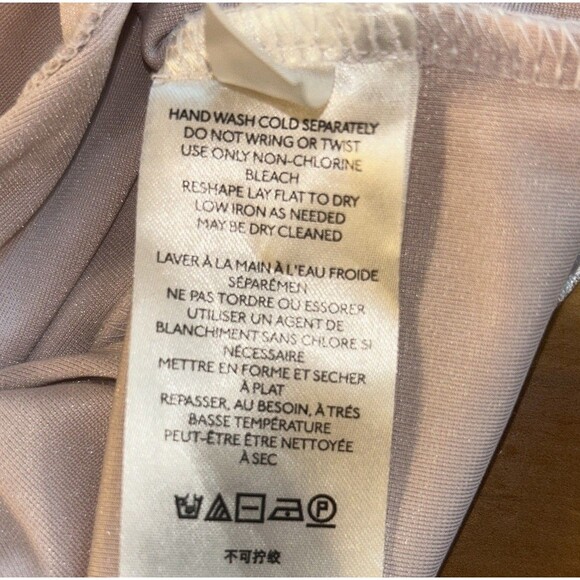 HAND WASH COLD SEPARATELY
DO NOT WRING OR TWIST
USE ONLY NON-CHLORINE
BLEACH
RESHAPE LAY FLAT TO DRY
LOW IRON AS NEEDED
MAY BE DRY CLEANED
LAVER À LA MAIN À L'EAU FROIDE
SÉPARÉMEN
NE PAS TORDRE OU ESSORER
UTILISER UN AGENT DE
BLANCHIMENT SANS CHLORE SI
NÉCESSAIRE
METTRE EN FORME ET SECHER
À PLAT
REPASSER, AU BESOIN, À TRÉS
BASSE TEMPÉRATURE
PEUT-ÊTRE ÊTRE NETTOYÉE
À SEC
P
不可拧绞